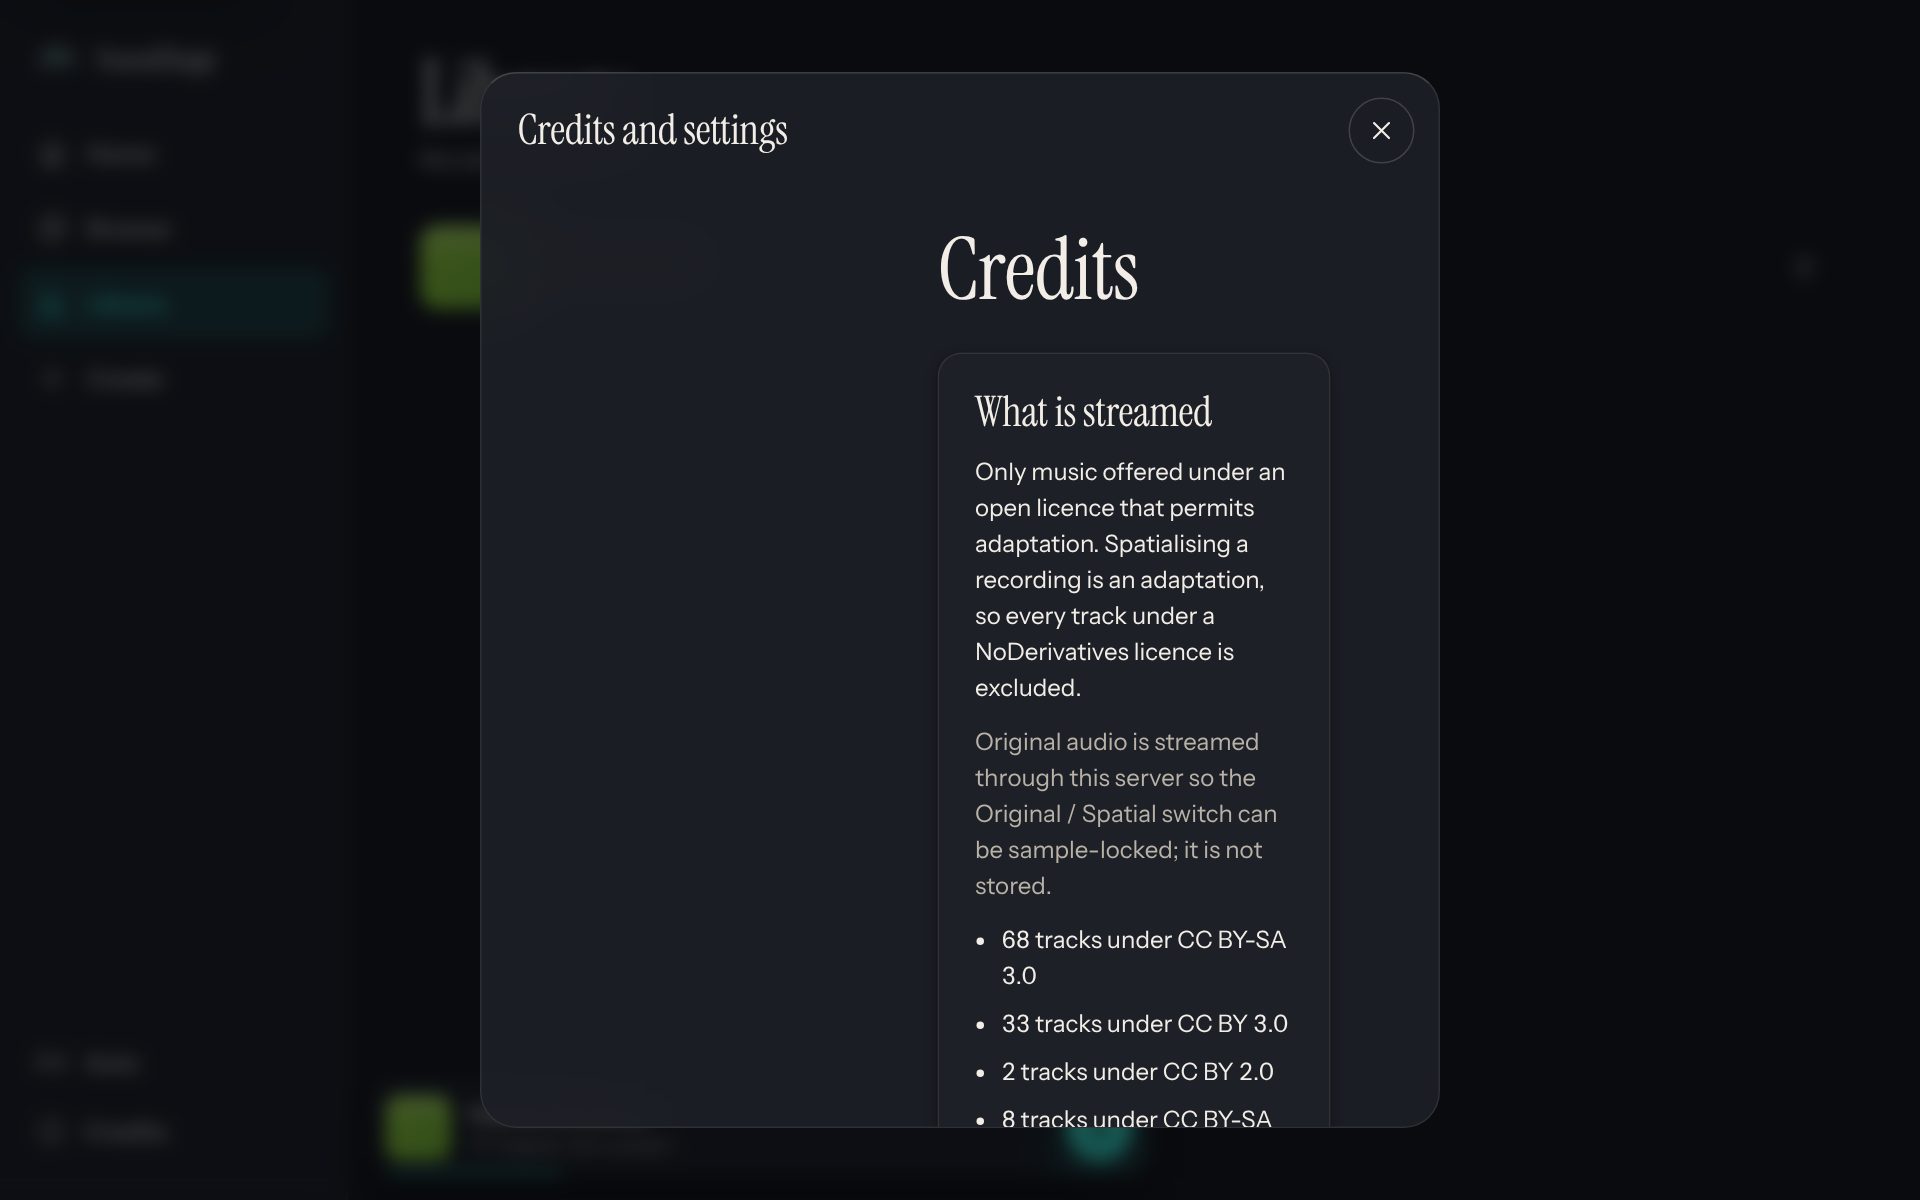 Credits and settings
Credits
What is streamed
Only music offered under an
open licence that permits
adaptation. Spatialising a
recording is an adaptation,
so every track under a
NoDerivatives licence is
excluded.
Original audio is streamed
through this server so the
Original / Spatial switch can
be sample-locked; it is not
stored.
• 68 tracks under CC BY-SA
3.0
• 33 tracks under CC BY 3.0
• 2 tracks under CC BY 2.0
• 8 tracks under CC BY-SA